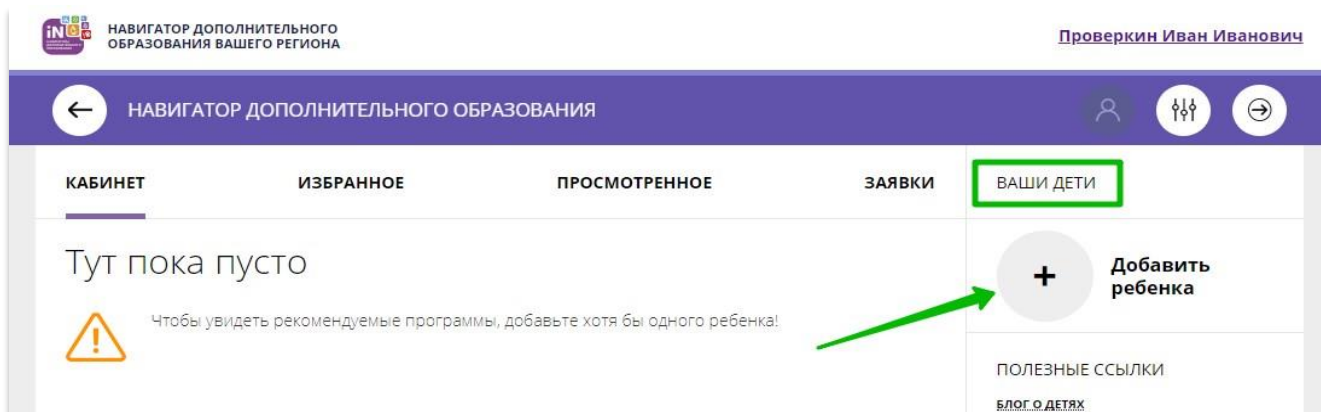 iN
НАВИГАТОР ДОПОЛНИТЕЛЬНОГО
ОБРАЗОВАНИЯ ВАШЕГО РЕГИОНА
Проверкин Иван Иванович
НАВИГАТОР ДОПОЛНИТЕЛЬНОГО ОБРАЗОВАНИЯ
КАБИНЕТ ИЗБРАННОЕ ПРОСМОТРЕННОЕ ЗАЯВКИ ВАШИ ДЕТИ
Тут пока пусто
Чтобы увидеть рекомендуемые программы, добавьте хотя бы одного ребенка!
Добавить
ребенка
ПОЛЕЗНЫЕ ССЫЛКИ
БЛОГ О ДЕТЯХ